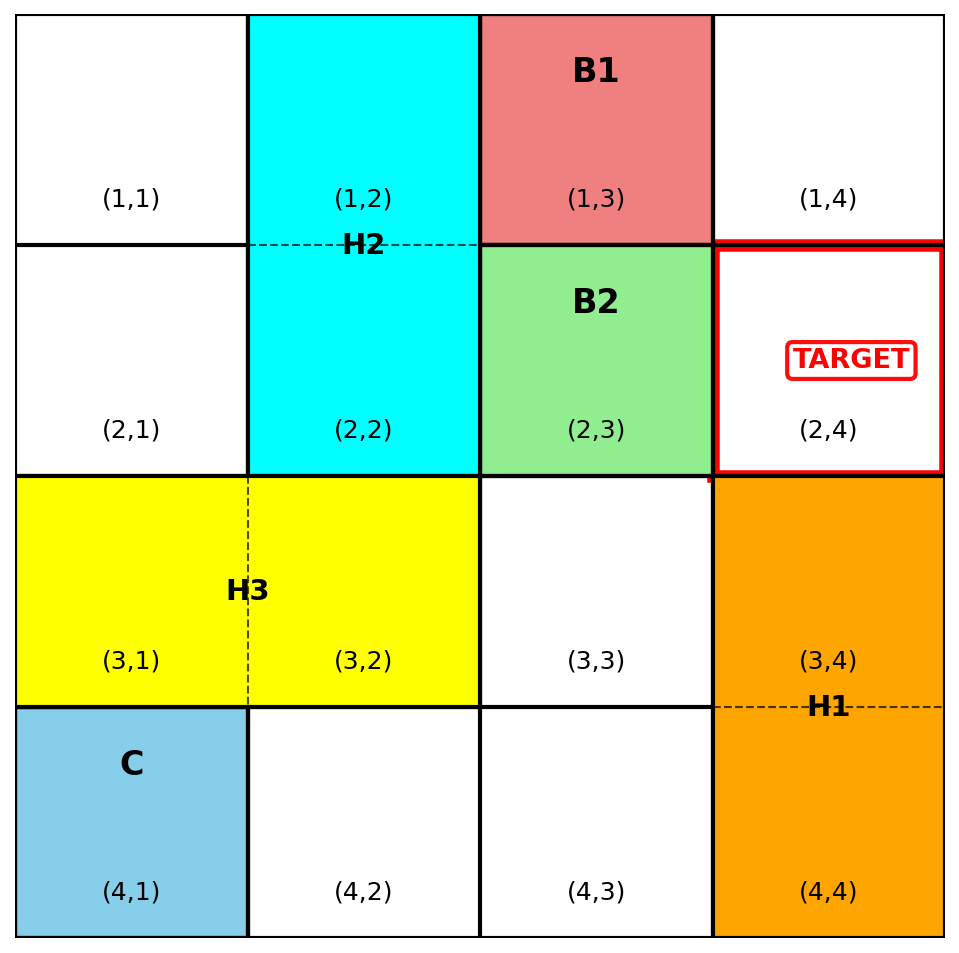 B1
(1,1)
(1,2)
(1,3)
(1,4)
H2
B2
TARGET
(2,1)
(2,2)
(2,3)
(2,4)
H3
(3,1)
(3,2)
(3,3)
(3,4)
H1
C
(4,1)
(4,2)
(4,3)
(4,4)